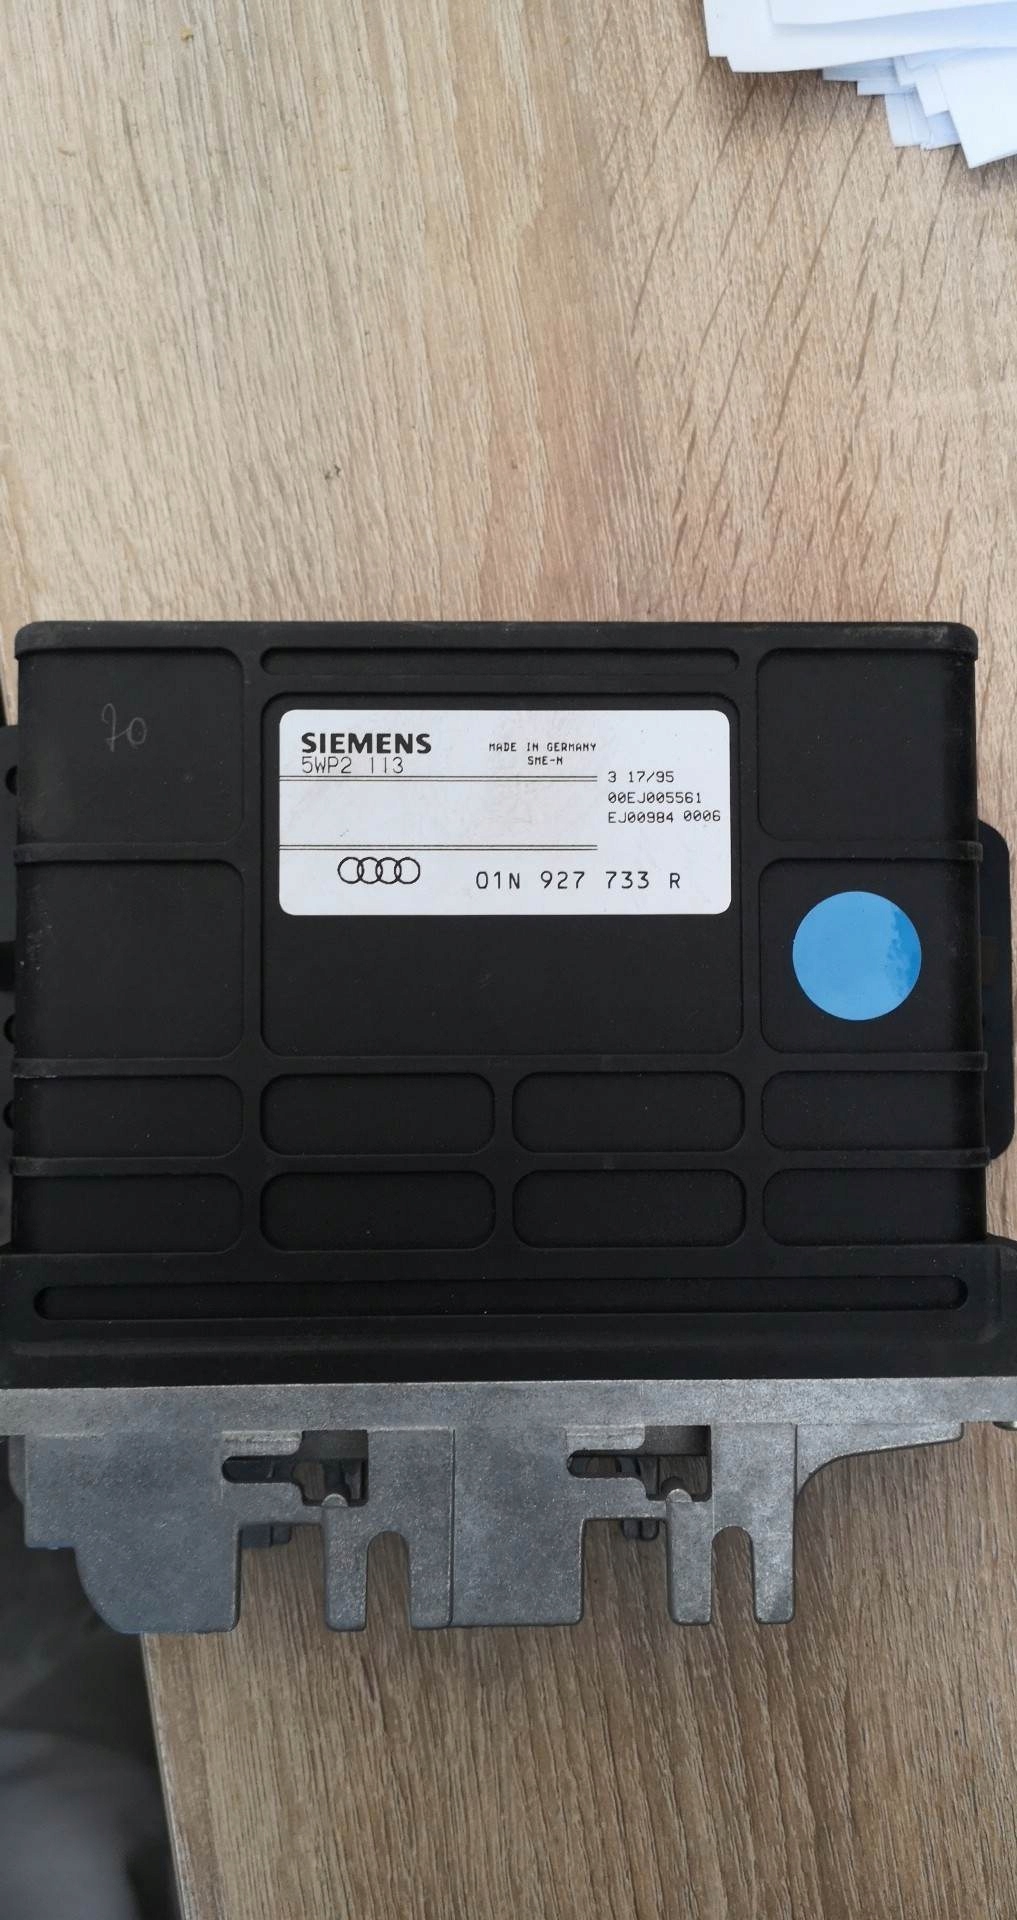 70
SIEMENS
5WP2 113
MADE IN GERMANY
SME-M
3 17/95
00EJ005561
EJ00984 0006
01N 927 733 R